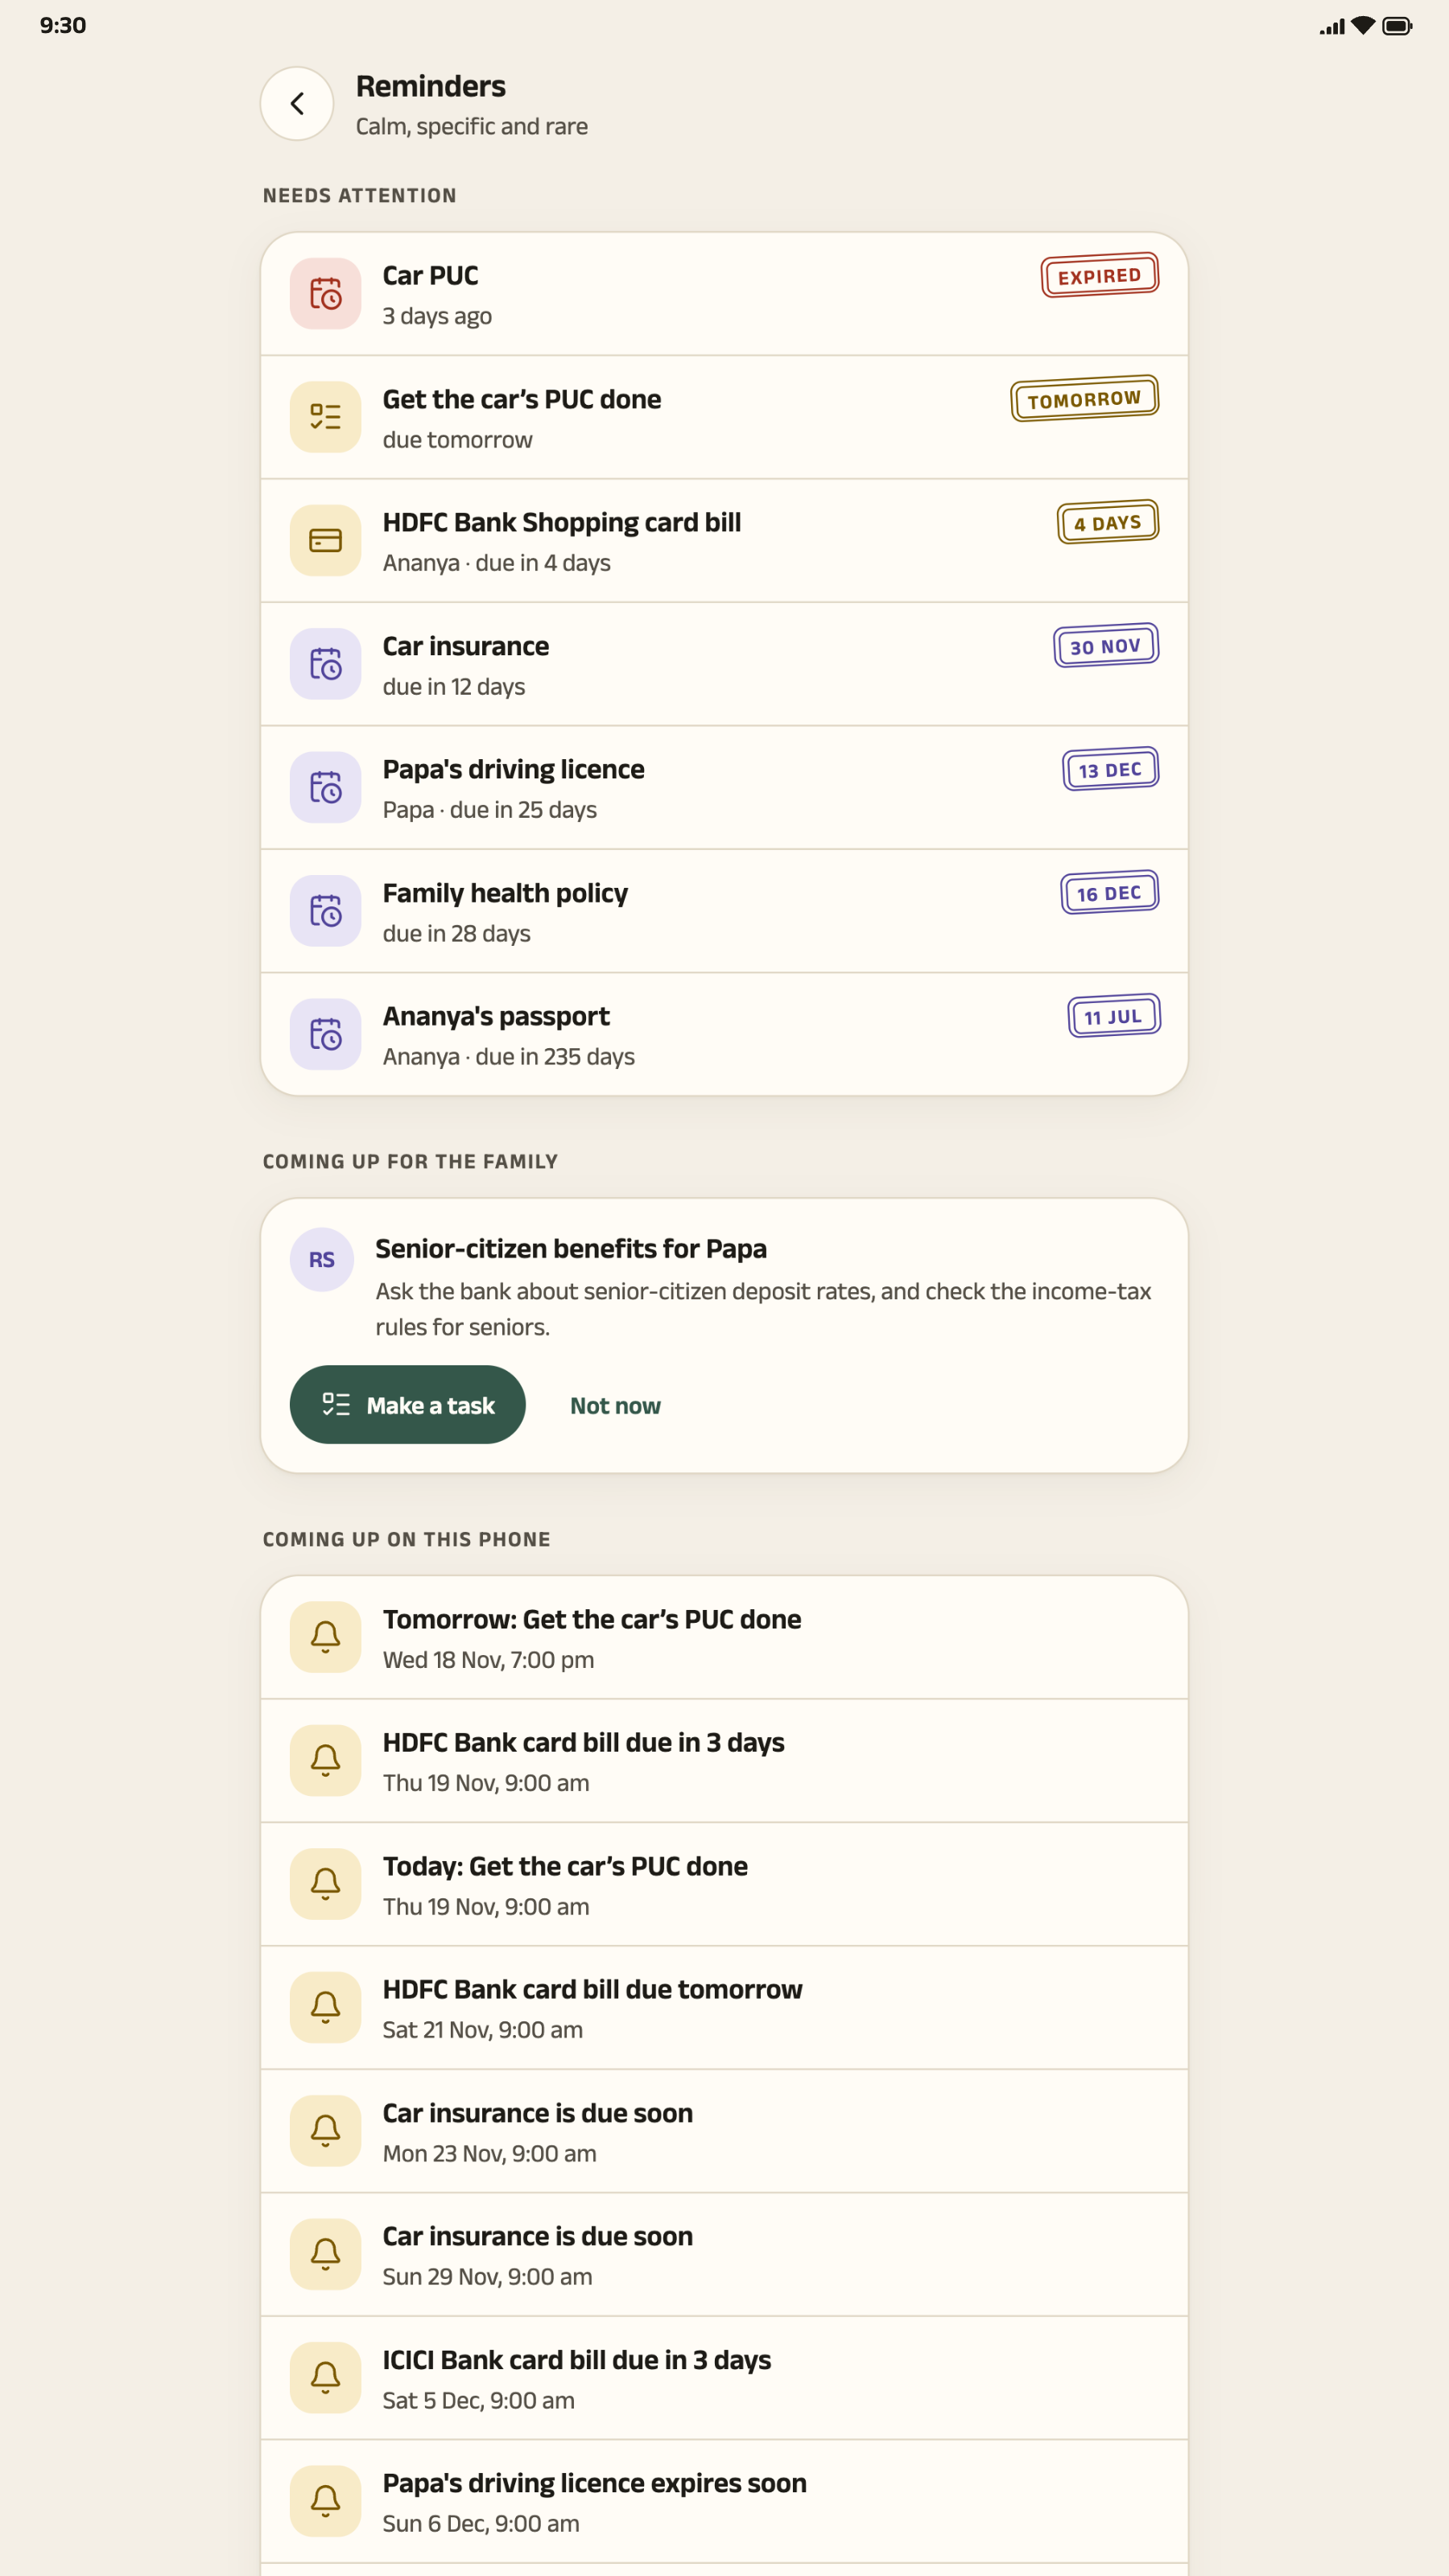 9:30
Reminders
Calm, specific and rare
NEEDS ATTENTION
Car PUC
EXPIRED
3 days ago
Get the car’s PUC done
TOMORROW
due tomorrow
HDFC Bank Shopping card bill
4 DAYS
Ananya · due in 4 days
Car insurance
30 NOV
due in 12 days
Papa's driving licence
13 DEC
Papa · due in 25 days
Family health policy
16 DEC
due in 28 days
Ananya's passport
11 JUL
Ananya · due in 235 days
COMING UP FOR THE FAMILY
RS
Senior-citizen benefits for Papa
Ask the bank about senior-citizen deposit rates, and check the income-tax
rules for seniors.
Make a task
Not now
COMING UP ON THIS PHONE
Tomorrow: Get the car’s PUC done
Wed 18 Nov, 7:00 pm
HDFC Bank card bill due in 3 days
Thu 19 Nov, 9:00 am
Today: Get the car’s PUC done
Thu 19 Nov, 9:00 am
HDFC Bank card bill due tomorrow
Sat 21 Nov, 9:00 am
Car insurance is due soon
Mon 23 Nov, 9:00 am
Car insurance is due soon
Sun 29 Nov, 9:00 am
ICICI Bank card bill due in 3 days
Sat 5 Dec, 9:00 am
Papa's driving licence expires soon
Sun 6 Dec, 9:00 am